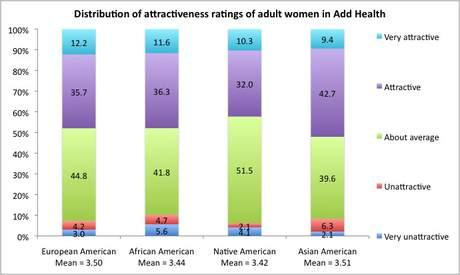 Distribution of attractiveness ratings of adult women in Add Health
100%
90%
80%
70%
60%
50%
40%
30%
20%
10%
0%
12.2
35.7
44.8
4.2
3.0
11.6
36.3
41.8
4.7
5.6
10.3
32.0
51.5
2.1
4.1
9.4
42.7
39.6
6.3
2.1
European American
Mean = 3.50
African American
Mean = 3.44
Native American
Mean = 3.42
Asian American
Mean = 3.51
Very attractive
Attractive
About average
Unattractive
Very unattractive